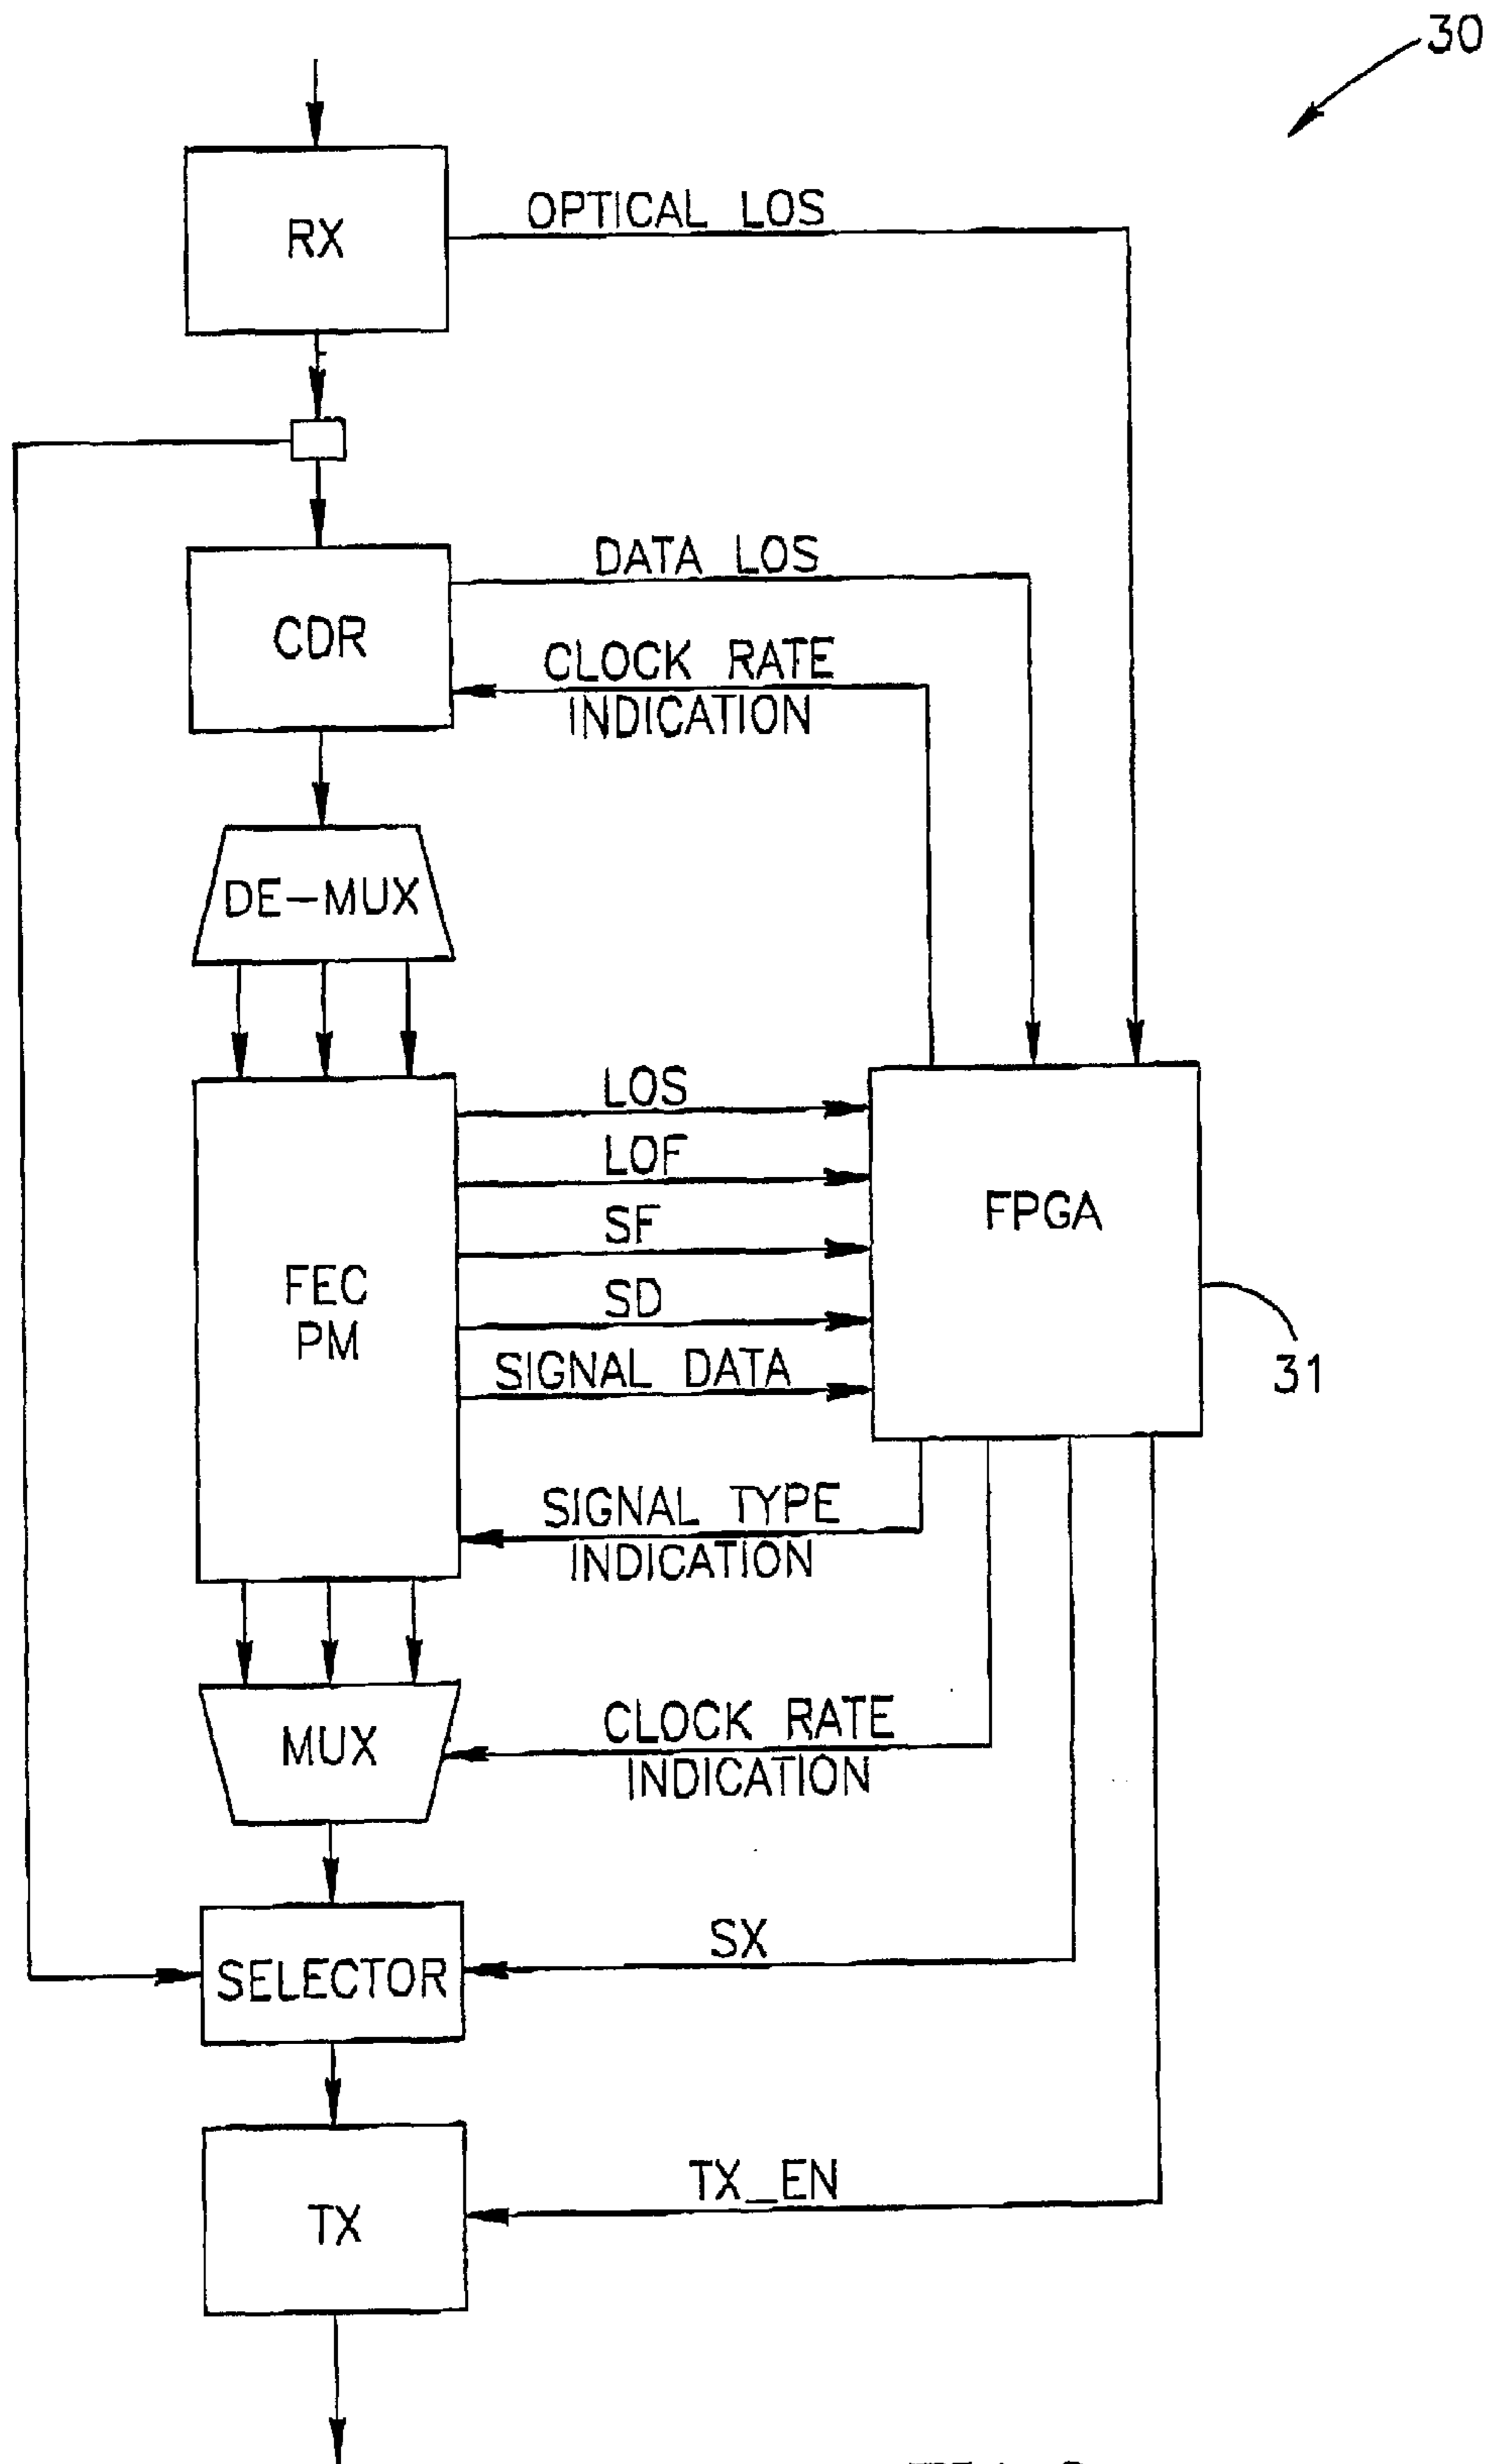 30
RX
OPTICAL LOS
DATA LOS
CDR
CLOCK RATE
INDICATION
DE-MUX
LOS
LOF
SF
SD
SIGNAL DATA
FEC
PM
FPGA
31
SIGNAL TYPE
INDICATION
MUX
CLOCK RATE
INDICATION
SX
SELECTOR
TX_EN
TX